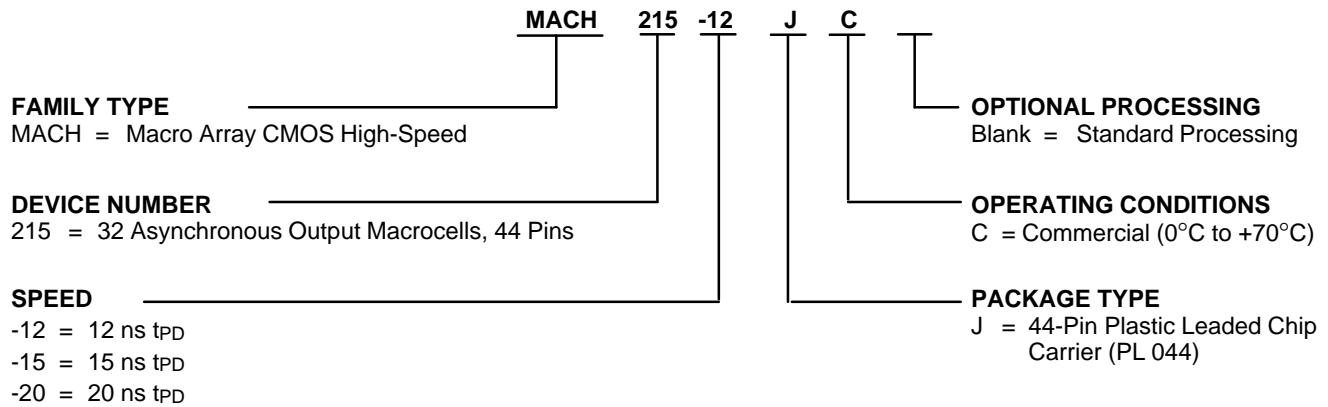 MACH 215 -12 J C
FAMILY TYPE
MACH = Macro Array CMOS High-Speed
DEVICE NUMBER
215 = 32 Asynchronous Output Macrocells, 44 Pins
SPEED
-12 = 12 ns tPD
-15 = 15 ns tPD
-20 = 20 ns tPD
OPTIONAL PROCESSING
Blank = Standard Processing
OPERATING CONDITIONS
C = Commercial (0°C to +70°C)
PACKAGE TYPE
J = 44-Pin Plastic Leaded Chip
Carrier (PL 044)